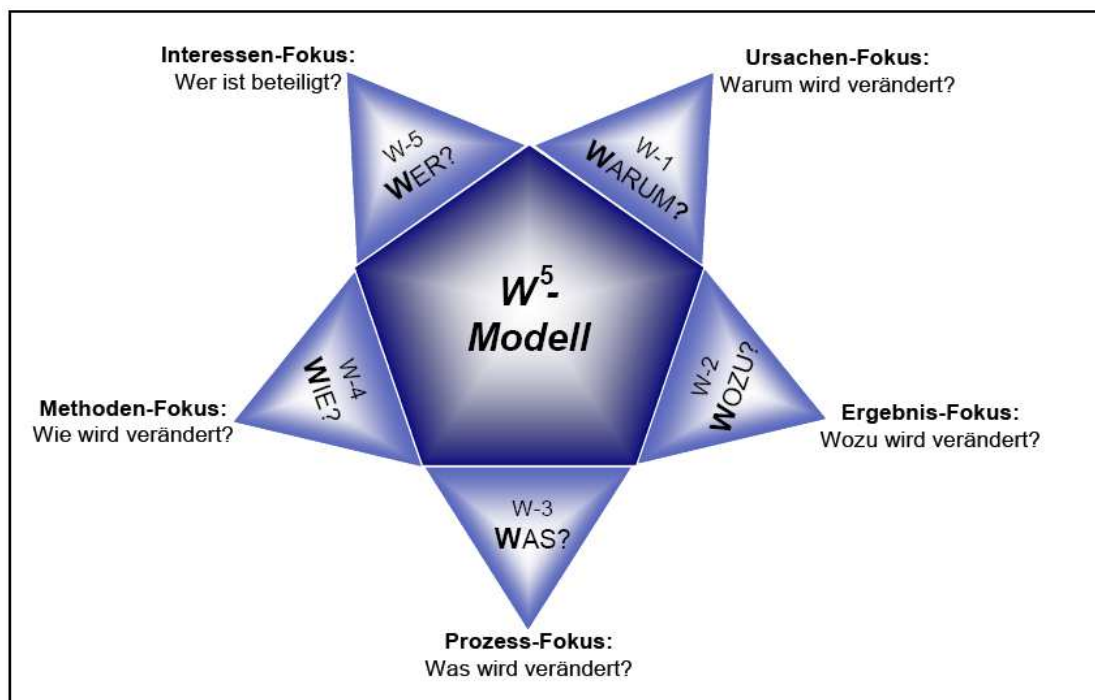 Interessen-Fokus:
Wer ist beteiligt?
Ursachen-Fokus:
Warum wird verändert?
W-5
WER?
W-1
WARUM?
W⁵-
Modell
W-4
WIE?
W-2
WOZU?
Methoden-Fokus:
Wie wird verändert?
Ergebnis-Fokus:
Wozu wird verändert?
W-3
WAS?
Prozess-Fokus:
Was wird verändert?